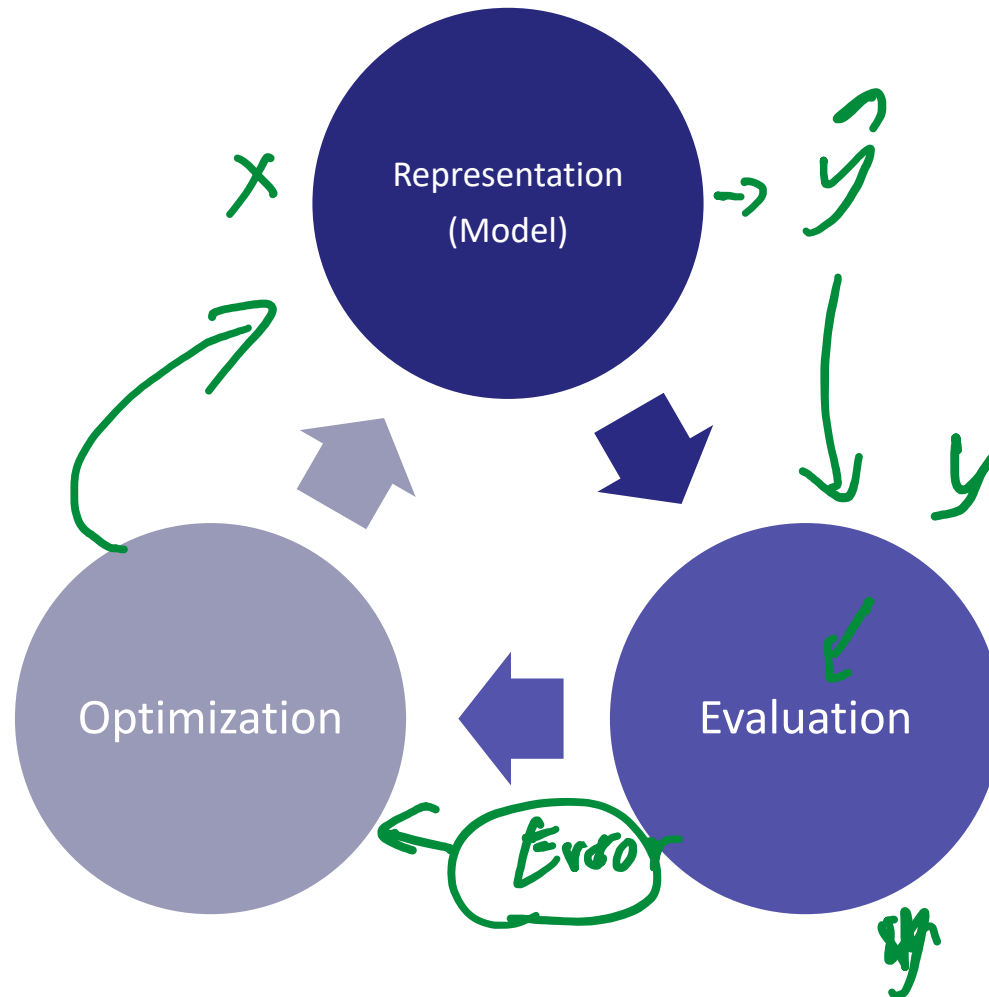 Representation
(Model)
x
ŷ
y
Optimization
Evaluation
Error